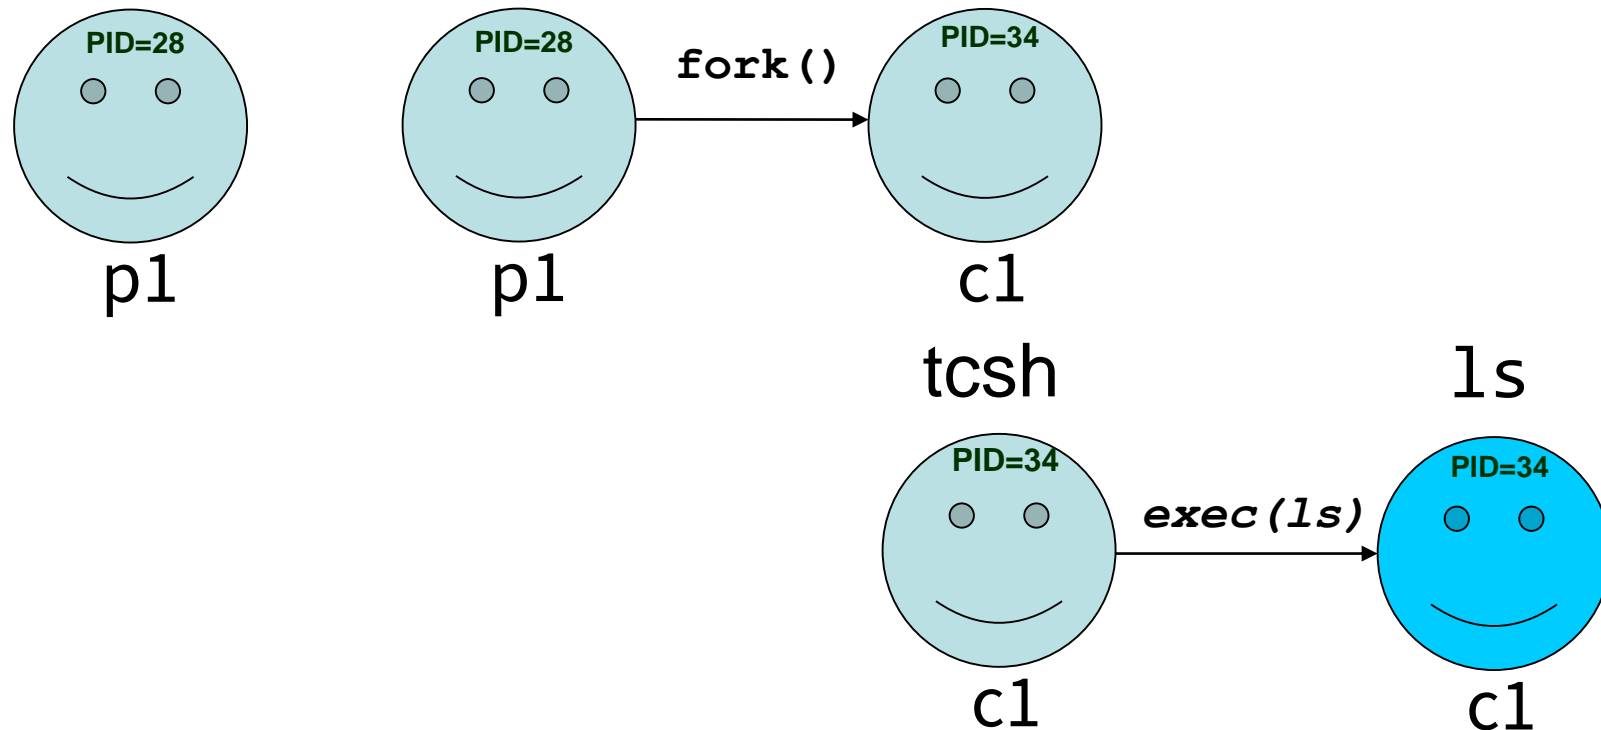 PID=28
PID=28
fork()
PID=34
p1
p1
c1
tcsh
ls
PID=34
exec(ls)
PID=34
c1
c1